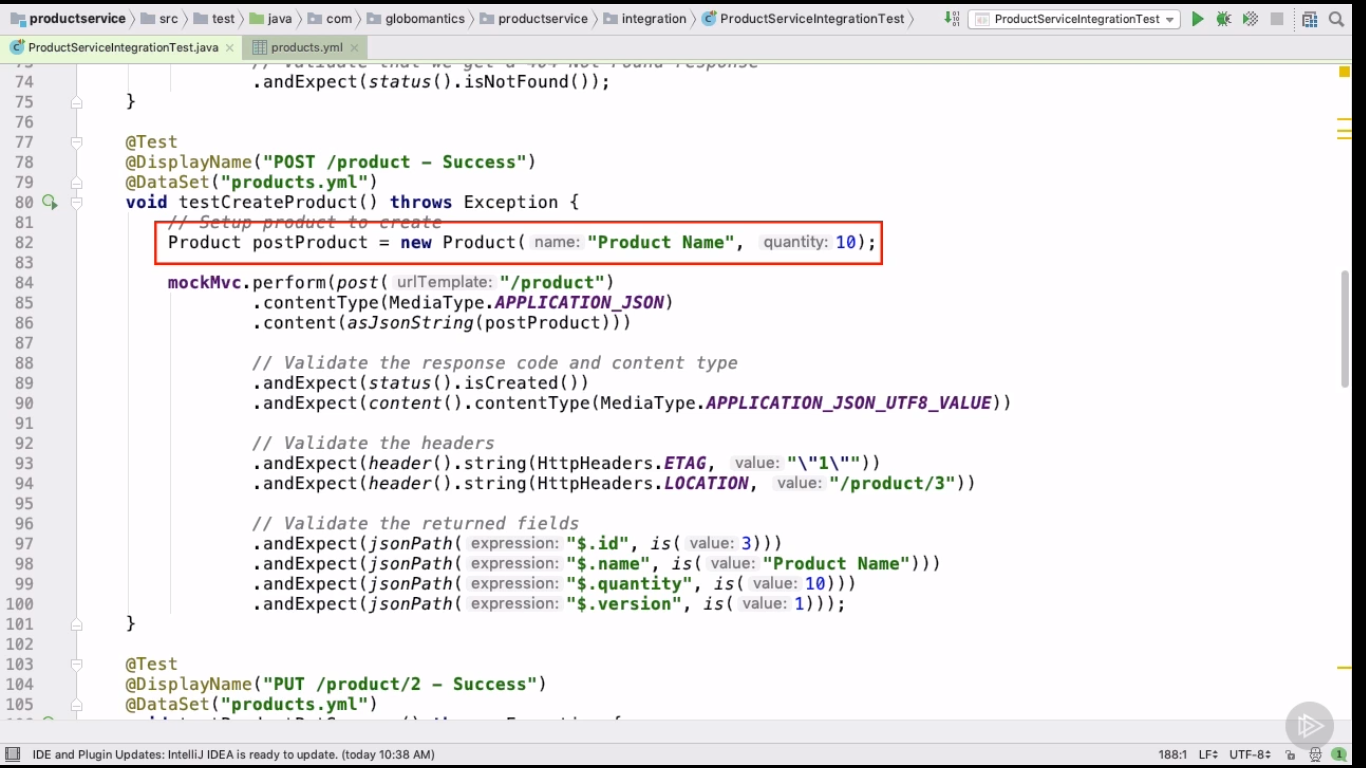 productservice src test java com globomantics productservice integration ProductServiceIntegrationTest ProductServiceIntegrationTest
ProductServiceIntegrationTest.java products.yml
73 // Validate that we get a 404 Not Found response
74 .andExpect(status().isNotFound());
75 }
76
77 @Test
78 @DisplayName("POST /product - Success")
79 @DataSet("products.yml")
80 void testCreateProduct() throws Exception {
81 // Setup product to create
82 Product postProduct = new Product( name: "Product Name", quantity: 10);
83
84 mockMvc.perform(post( urlTemplate: "/product")
85 .contentType(MediaType.APPLICATION_JSON)
86 .content(asJsonString(postProduct)))
87
88 // Validate the response code and content type
89 .andExpect(status().isCreated())
90 .andExpect(content().contentType(MediaType.APPLICATION_JSON_UTF8_VALUE))
91
92 // Validate the headers
93 .andExpect(header().string(HttpHeaders.ETAG, value: "\"1\""))
94 .andExpect(header().string(HttpHeaders.LOCATION, value: "/product/3"))
95
96 // Validate the returned fields
97 .andExpect(jsonPath( expression: "$.id", is( value: 3)))
98 .andExpect(jsonPath( expression: "$.name", is( value: "Product Name")))
99 .andExpect(jsonPath( expression: "$.quantity", is( value: 10)))
100 .andExpect(jsonPath( expression: "$.version", is( value: 1)));
101 }
102
103 @Test
104 @DisplayName("PUT /product/2 - Success")
105 @DataSet("products.yml")
IDE and Plugin Updates: IntelliJ IDEA is ready to update. (today 10:38 AM) 188:1 LF UTF-8 1